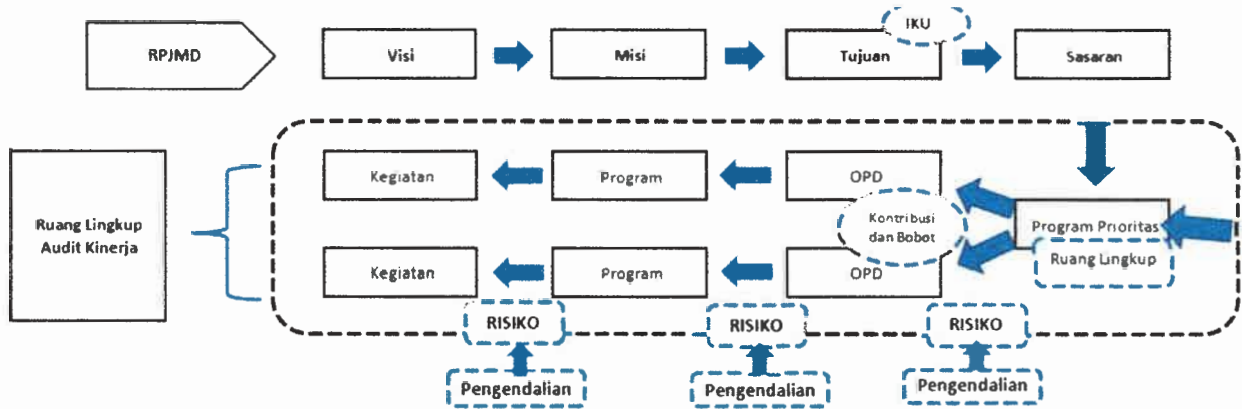 IKU
RPJMD
Visi
Misi
Tujuan
Sasaran
Ruang Lingkup
Audit Kinerja
Kegiatan
Program
OPD
Kontribusi
dan Bobot
Program Prioritas
Ruang Lingkup
Kegiatan
Program
OPD
RISIKO
RISIKO
RISIKO
Pengendalian
Pengendalian
Pengendalian